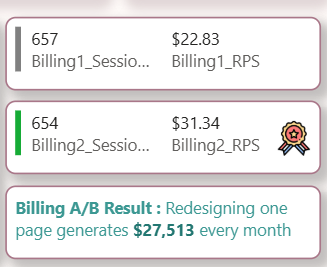 657 $22.83
Billing1_Sessio... Billing1_RPS
654 $31.34
Billing2_Sessio... Billing2_RPS
Billing A/B Result : Redesigning one
page generates $27,513 every month